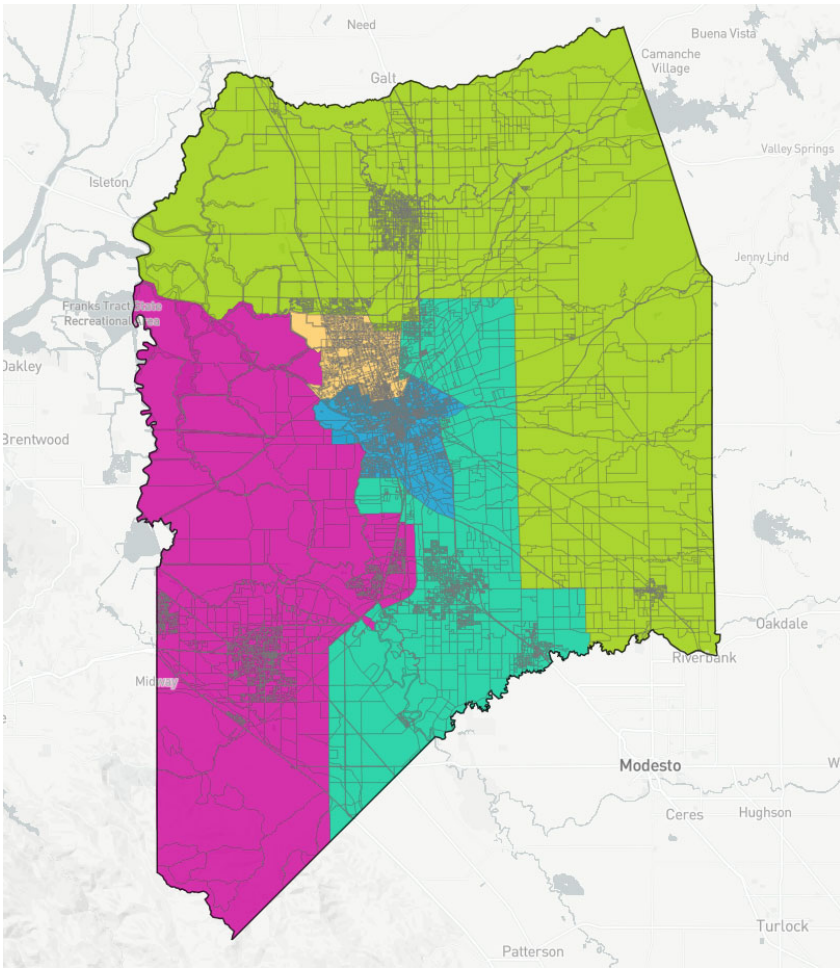 Need
Buena Vista
Galt
Camanche
Village
Valley Springs
Isleton
Jenny Lind
Franks Tract State
Recreational Area
Oakley
Brentwood
Oakdale
Riverbank
Midway
Modesto
Ceres
Hughson
Turlock
Patterson